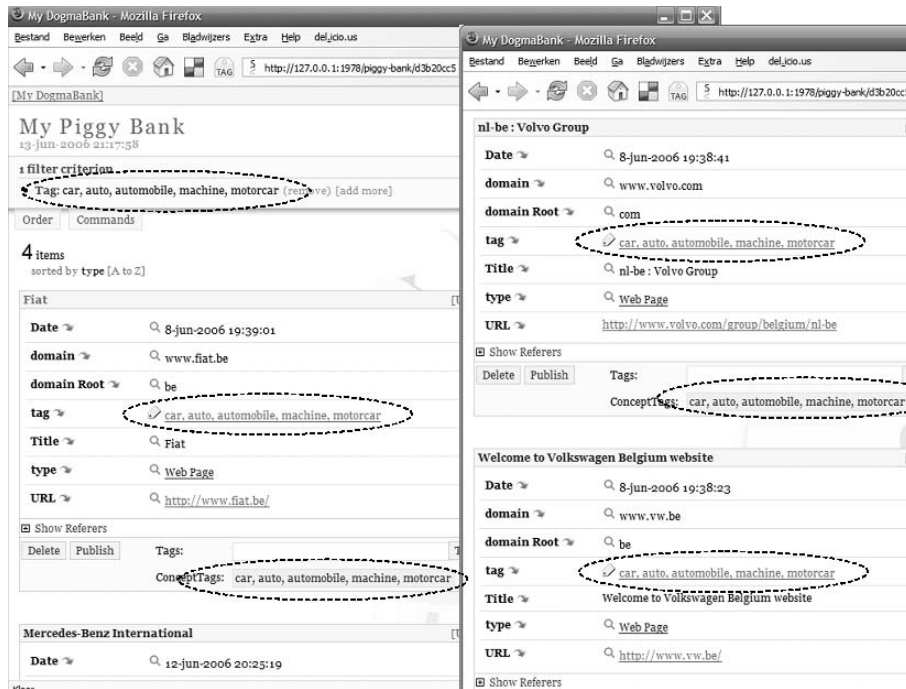 My DogmaBank - Mozilla Firefox
Bestand Bewerken Beeld Ga Bladwijzers Extra Help del.icio.us
TAG http://127.0.0.1:1978/piggy-bank/d3b20cc5
[My DogmaBank]
My Piggy Bank
13-jun-2006 21:17:58
1 filter criterion
Tag: car, auto, automobile, machine, motorcar (remove) [add more]
Order Commands
4 items
sorted by type [A to Z]
Fiat
Date 8-jun-2006 19:39:01
domain www.fiat.be
domain Root be
tag car, auto, automobile, machine, motorcar
Title Fiat
type Web Page
URL http://www.fiat.be/
Show Referers
Delete Publish Tags:
ConceptTags: car, auto, automobile, machine, motorcar
Mercedes-Benz International
Date 12-jun-2006 20:25:19
My DogmaBank - Mozilla Firefox
Bestand Bewerken Beeld Ga Bladwijzers Extra Help del.icio.us
TAG http://127.0.0.1:1978/piggy-bank/d3b20cc5
nl-be : Volvo Group
Date 8-jun-2006 19:38:41
domain www.volvo.com
domain Root com
tag car, auto, automobile, machine, motorcar
Title nl-be : Volvo Group
type Web Page
URL http://www.volvo.com/group/belgium/nl-be
Show Referers
Delete Publish Tags:
ConceptTags: car, auto, automobile, machine, motorcar
Welcome to Volkswagen Belgium website
Date 8-jun-2006 19:38:23
domain www.vw.be
domain Root be
tag car, auto, automobile, machine, motorcar
Title Welcome to Volkswagen Belgium website
type Web Page
URL http://www.vw.be/
Show Referers